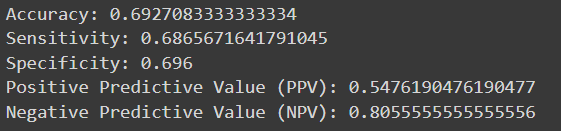 Accuracy: 0.6927083333333334
Sensitivity: 0.6865671641791045
Specificity: 0.696
Positive Predictive Value (PPV): 0.5476190476190477
Negative Predictive Value (NPV): 0.8055555555555556